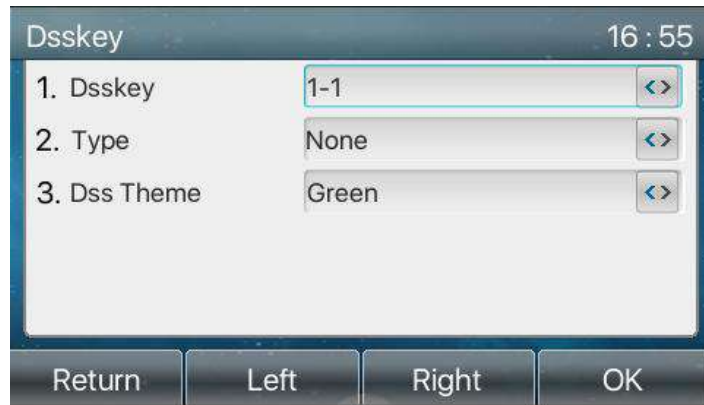 Dsskey 16 : 55
1. Dsskey 1-1 <>
2. Type None <>
3. Dss Theme Green <>
Return Left Right OK